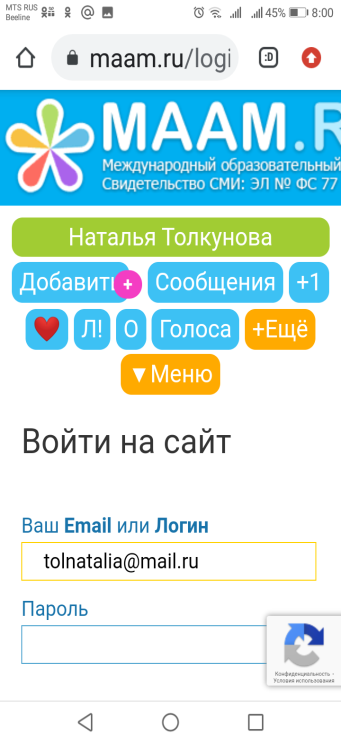 MTS RUS
Beeline
45% 8:00
maam.ru/logi
:D
МААМ.R
Международный образовательный
Свидетельство СМИ: ЭЛ № ФС 77
Наталья Толкунова
Добавить + Сообщения +1
Л! О Голоса +Ещё
▼Меню
Войти на сайт
Ваш Email или Логин
tolnatalia@mail.ru
Пароль
Конфиденциальность -
Условия использования